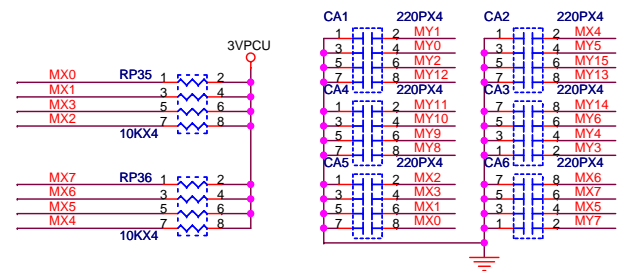 CA1 220PX4 CA2 220PX4
1 2 MY1 1 2 MX4
3 4 MY0 3 4 MY5
5 6 MY2 5 6 MY15
7 8 MY12 7 8 MY13
3VPCU
MX0 RP35 1 2
MX1 3 4
MX3 5 6
MX2 7 8
10KX4
CA4 220PX4 CA3 220PX4
1 2 MY11 7 8 MY14
3 4 MY10 5 6 MY6
5 6 MY9 3 4 MY4
7 8 MY8 1 2 MY3
MX7 RP36 1 2
MX6 3 4
MX5 5 6
MX4 7 8
10KX4
CA5 220PX4 CA6 220PX4
1 2 MX2 7 8 MX6
3 4 MX3 5 6 MX7
5 6 MX1 3 4 MX5
7 8 MX0 1 2 MY7